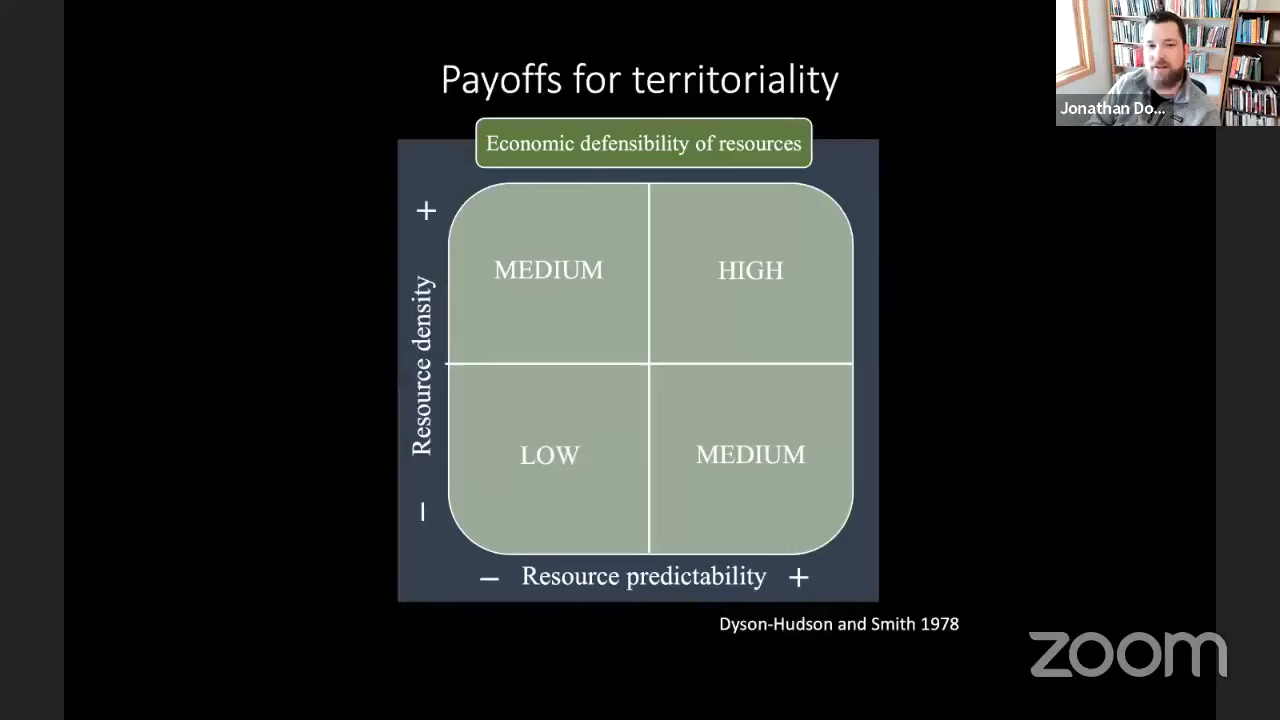 Payoffs for territoriality
Jonathan Do...
Economic defensibility of resources
+
MEDIUM
HIGH
Resource density
LOW
MEDIUM
–
– Resource predictability +
Dyson-Hudson and Smith 1978
zoom